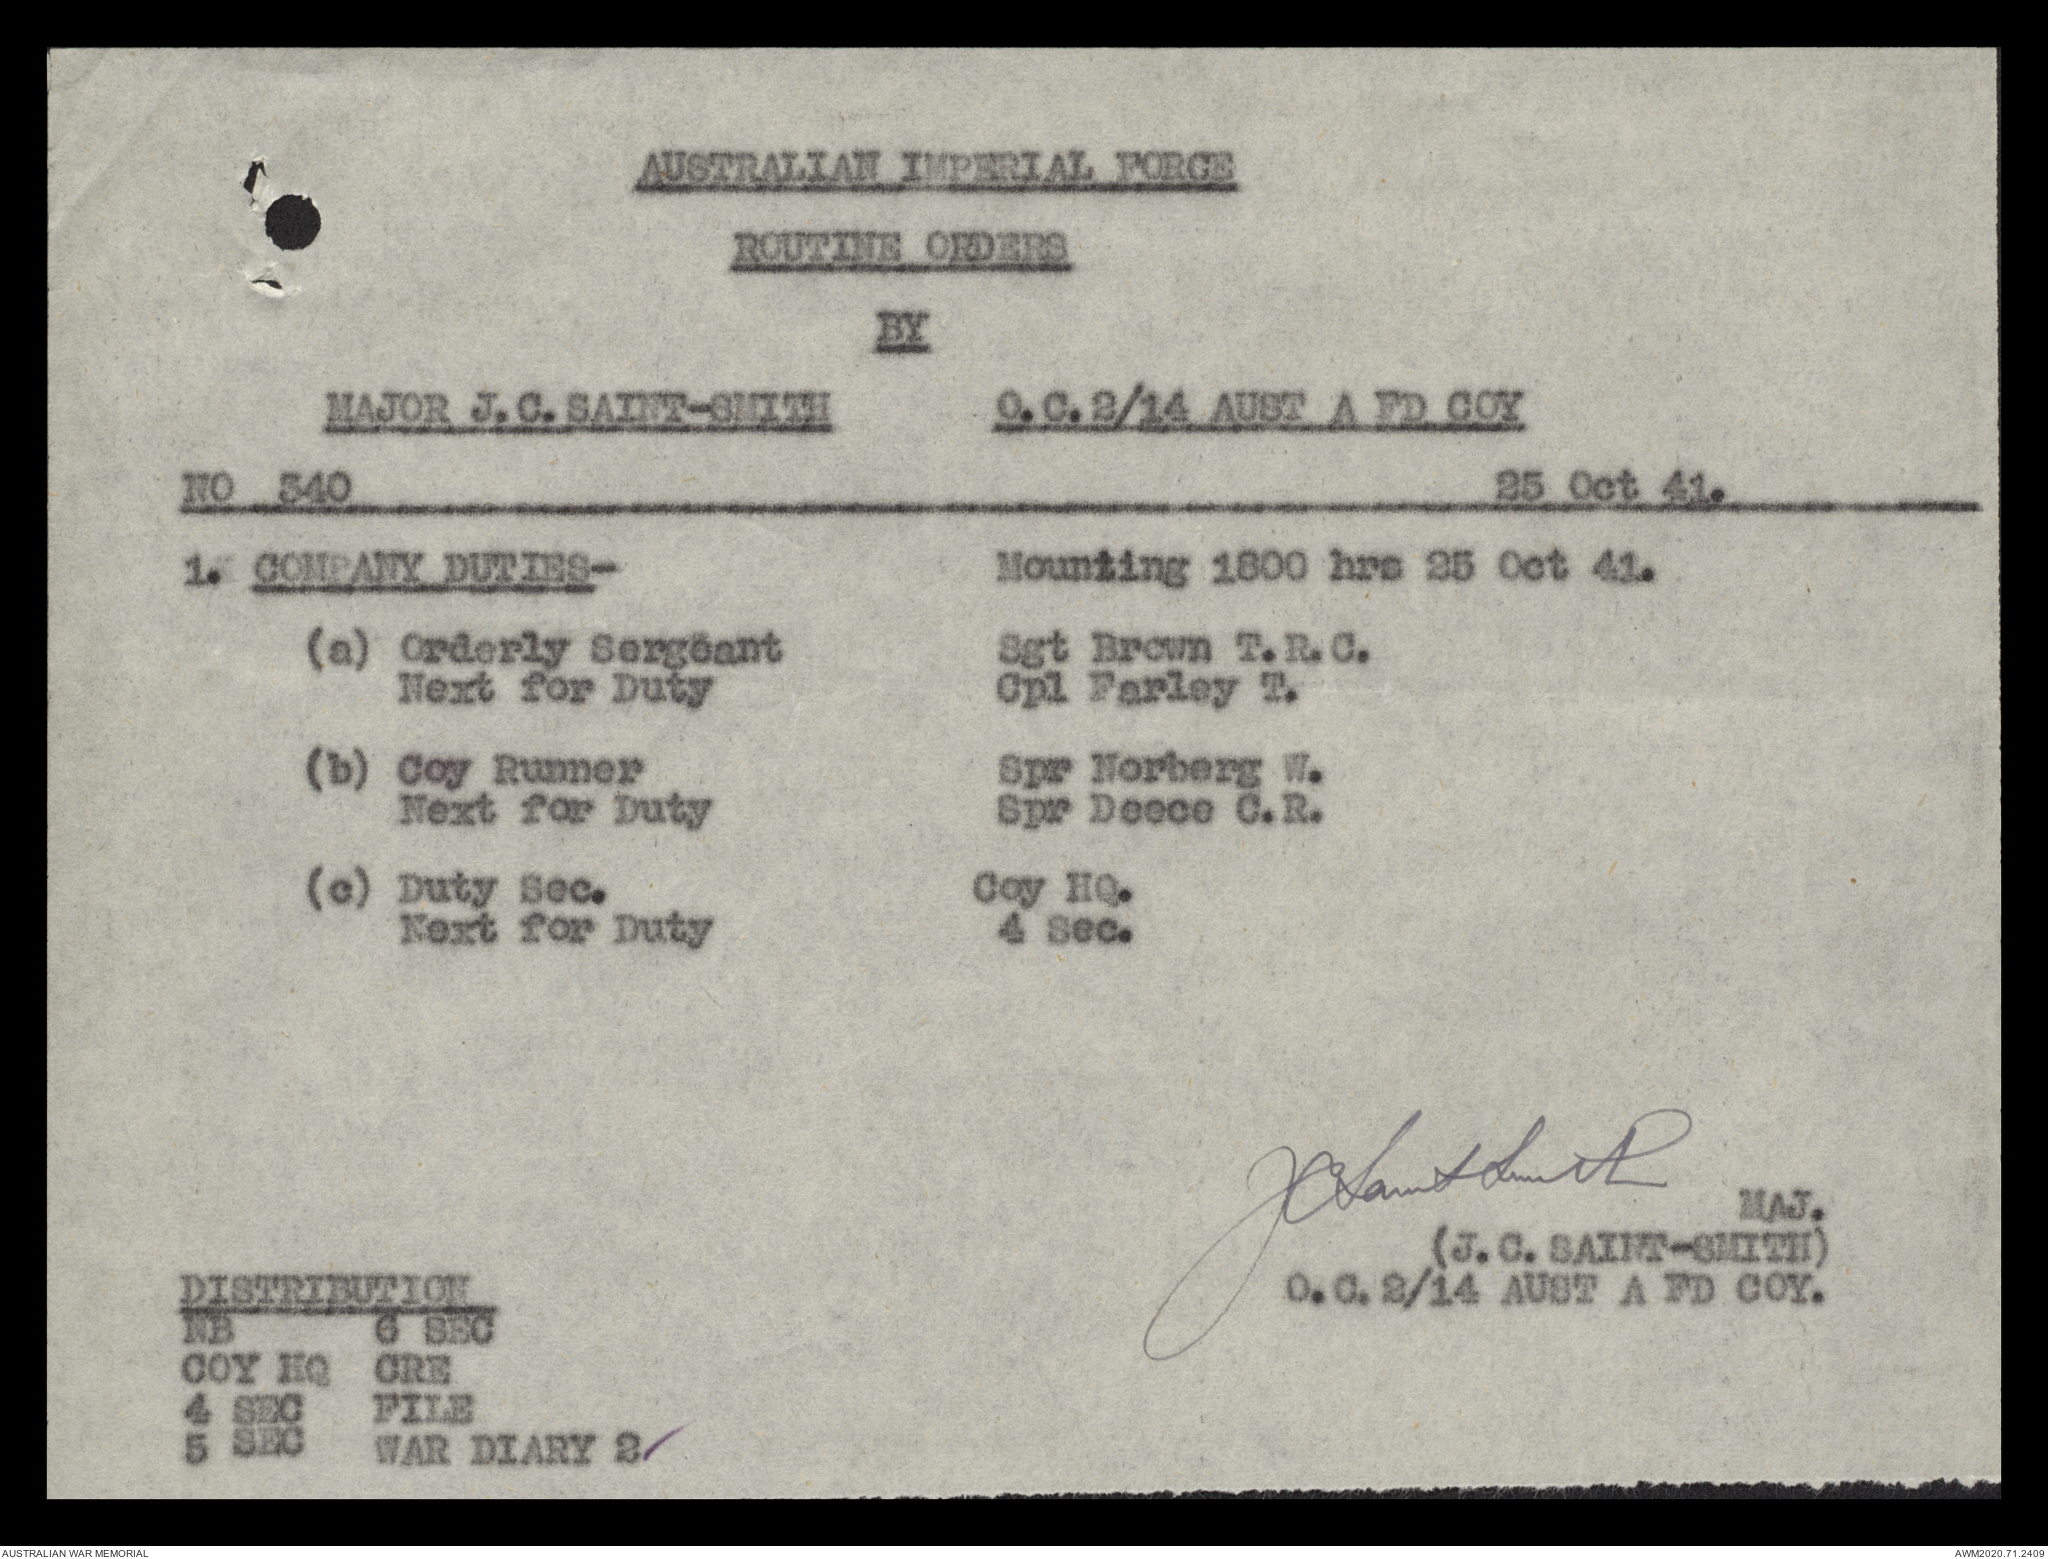 AUSTRALIAN IMPERIAL FORCE
ROUTINE ORDERS
BY
MAJOR J.C.SAINT-SMITH O.C.2/14 AUST A FD COY
NO 340 25 Oct 41.
1. COMPANY DUTIES- Mounting 1800 hrs 25 Oct 41.
(a) Orderly Sergeant Sgt Brown T.R.C.
Next for Duty Cpl Farley T.
(b) Coy Runner Spr Norberg W.
Next for Duty Spr Deece C.R.
(c) Duty Sec. Coy HQ.
Next for Duty 4 Sec.
JCSaintSmith
MAJ.
(J.C.SAINT-SMITH)
O.C.2/14 AUST A FD COY.
DISTRIBUTION
NB 6 SEC
COY HQ CRE
4 SEC FILE
5 SEC WAR DIARY 2✓
AUSTRALIAN WAR MEMORIAL AWM2020.71.2409